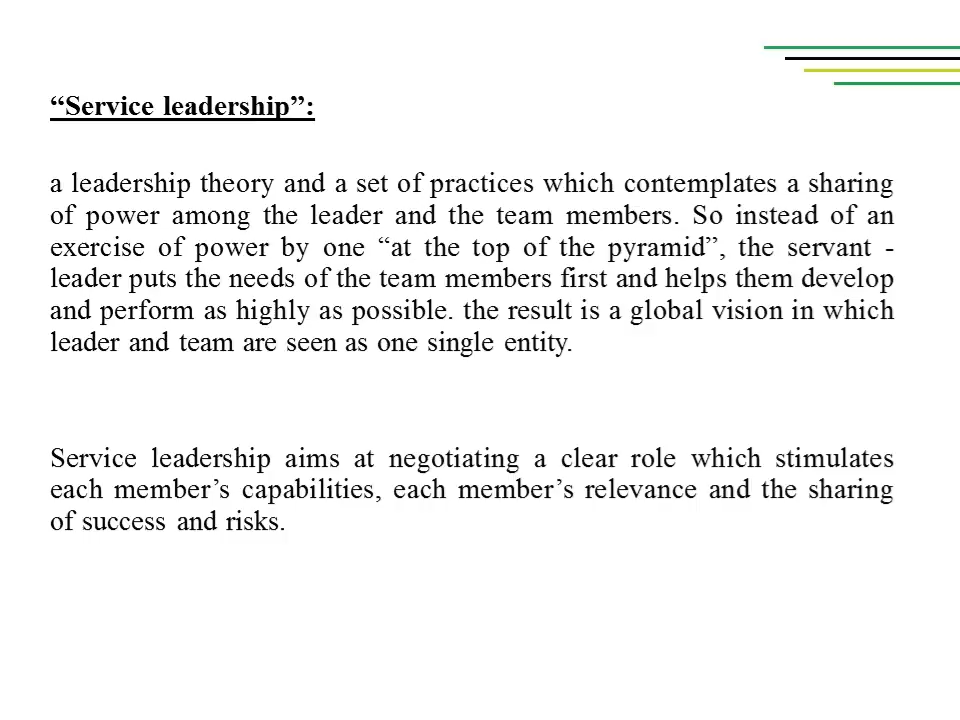 “Service leadership”:
a leadership theory and a set of practices which contemplates a sharing
of power among the leader and the team members. So instead of an
exercise of power by one “at the top of the pyramid”, the servant -
leader puts the needs of the team members first and helps them develop
and perform as highly as possible. the result is a global vision in which
leader and team are seen as one single entity.
Service leadership aims at negotiating a clear role which stimulates
each member’s capabilities, each member’s relevance and the sharing
of success and risks.